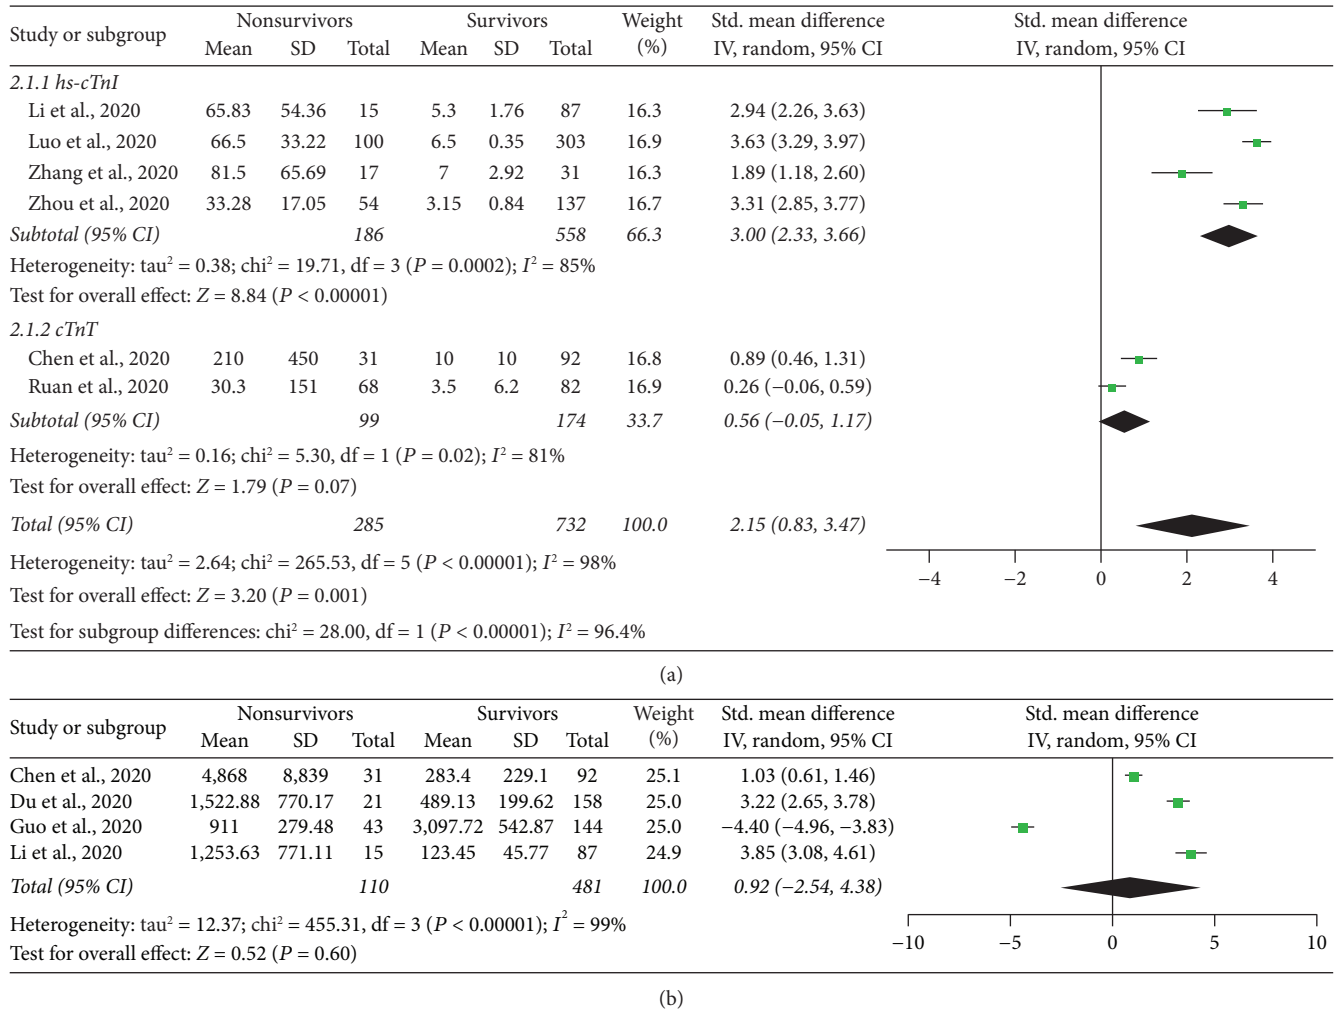 Study or subgroup Nonsurvivors Survivors Weight (%) Std. mean difference Std. mean difference
Mean SD Total Mean SD Total IV, random, 95% CI IV, random, 95% CI
2.1.1 hs-cTnI
Li et al., 2020 65.83 54.36 15 5.3 1.76 87 16.3 2.94 (2.26, 3.63)
Luo et al., 2020 66.5 33.22 100 6.5 0.35 303 16.9 3.63 (3.29, 3.97)
Zhang et al., 2020 81.5 65.69 17 7 2.92 31 16.3 1.89 (1.18, 2.60)
Zhou et al., 2020 33.28 17.05 54 3.15 0.84 137 16.7 3.31 (2.85, 3.77)
Subtotal (95% CI) 186 558 66.3 3.00 (2.33, 3.66)
Heterogeneity: tau² = 0.38; chi² = 19.71, df = 3 (P = 0.0002); I² = 85%
Test for overall effect: Z = 8.84 (P < 0.00001)
2.1.2 cTnT
Chen et al., 2020 210 450 31 10 10 92 16.8 0.89 (0.46, 1.31)
Ruan et al., 2020 30.3 151 68 3.5 6.2 82 16.9 0.26 (−0.06, 0.59)
Subtotal (95% CI) 99 174 33.7 0.56 (−0.05, 1.17)
Heterogeneity: tau² = 0.16; chi² = 5.30, df = 1 (P = 0.02); I² = 81%
Test for overall effect: Z = 1.79 (P = 0.07)
Total (95% CI) 285 732 100.0 2.15 (0.83, 3.47)
Heterogeneity: tau² = 2.64; chi² = 265.53, df = 5 (P < 0.00001); I² = 98%
−4 −2 0 2 4
Test for overall effect: Z = 3.20 (P = 0.001)
Test for subgroup differences: chi² = 28.00, df = 1 (P < 0.00001); I² = 96.4%
(a)
Study or subgroup Nonsurvivors Survivors Weight (%) Std. mean difference Std. mean difference
Mean SD Total Mean SD Total IV, random, 95% CI IV, random, 95% CI
Chen et al., 2020 4,868 8,839 31 283.4 229.1 92 25.1 1.03 (0.61, 1.46)
Du et al., 2020 1,522.88 770.17 21 489.13 199.62 158 25.0 3.22 (2.65, 3.78)
Guo et al., 2020 911 279.48 43 3,097.72 542.87 144 25.0 −4.40 (−4.96, −3.83)
Li et al., 2020 1,253.63 771.11 15 123.45 45.77 87 24.9 3.85 (3.08, 4.61)
Total (95% CI) 110 481 100.0 0.92 (−2.54, 4.38)
Heterogeneity: tau² = 12.37; chi² = 455.31, df = 3 (P < 0.00001); I² = 99%
−10 −5 0 5 10
Test for overall effect: Z = 0.52 (P = 0.60)
(b)